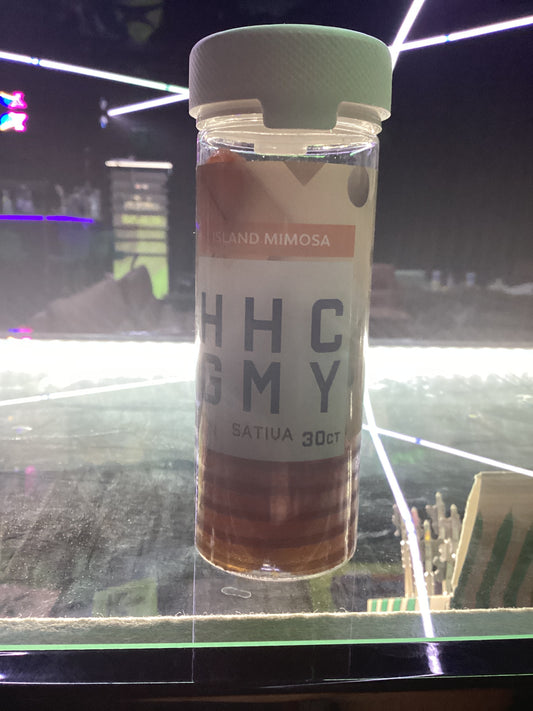 ISLAND MIMOSA
HHC
GMY
SATIVA 30CT